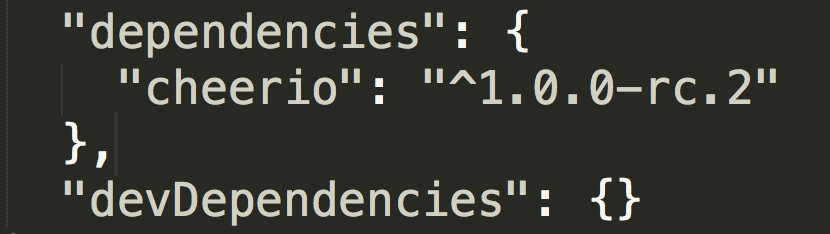 "dependencies": {
"cheerio": "^1.0.0-rc.2"
},
"devDependencies": {}